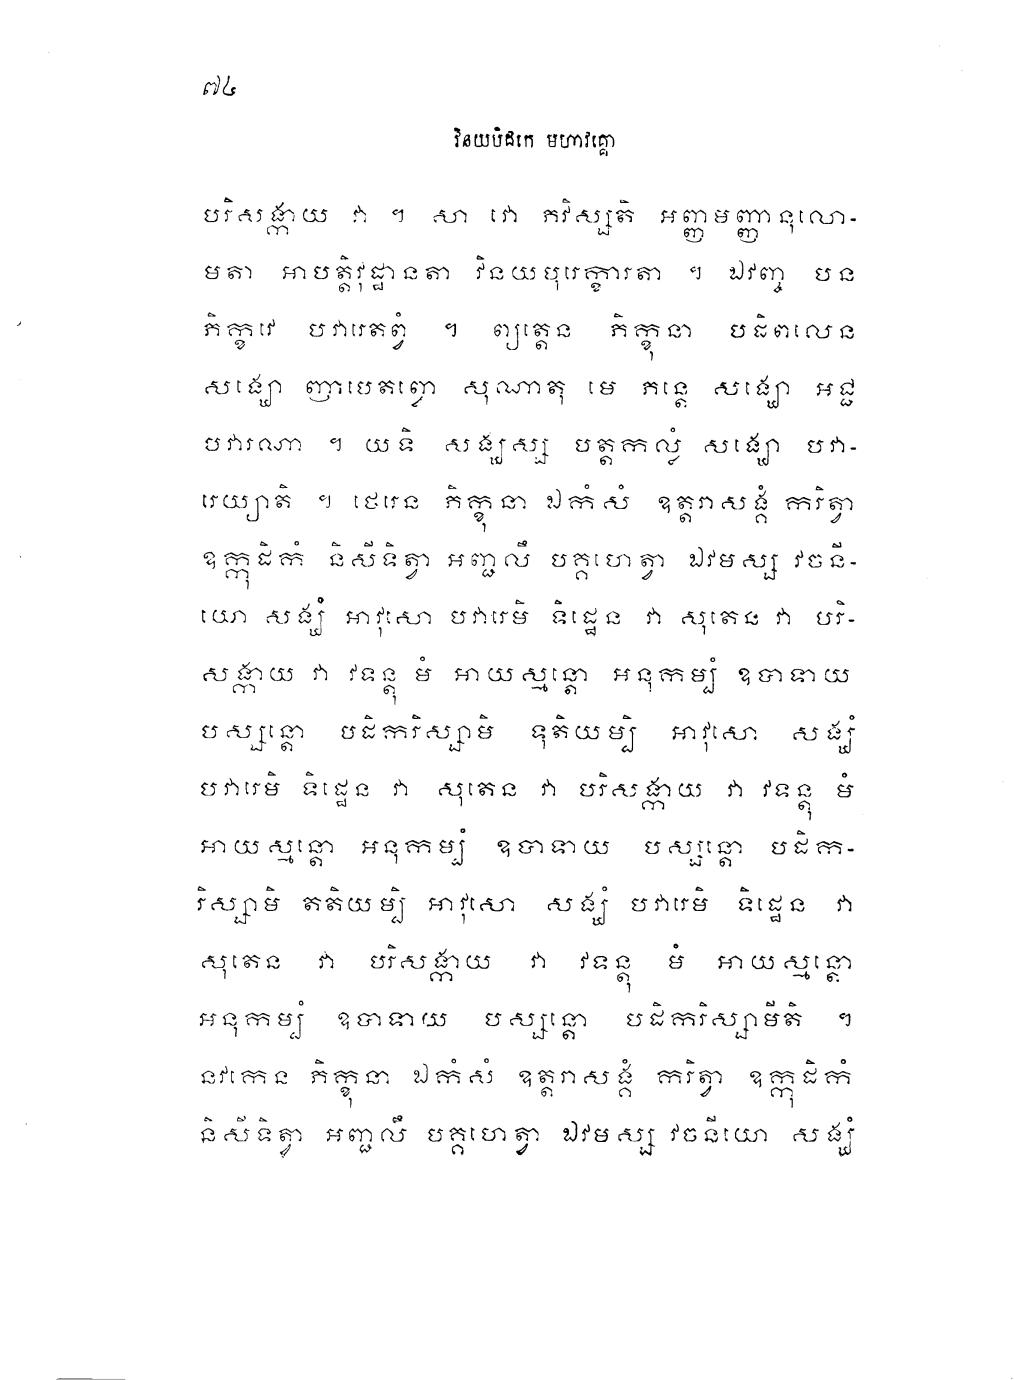 ៧៤
វិនយបិដកេ មហាវគ្គោ
បរិសង្កាយ វា ។ សា វោ ភវិស្សតិ អញ្ញមញ្ញានុលោ-
មតា អាបត្តិវុដ្ឋានតា វិនយបុរេក្ខារតា ។ ឯវញ្ច បន
ភិក្ខវេ បវារេតព្វំ ។ ព្យត្តេន ភិក្ខុនា បដិពលេន
សង្ឃោ ញាបេតព្វោ សុណាតុ មេ ភន្តេ សង្ឃោ អជ្ជ
បវារណា ។ យទិ សង្ឃស្ស បត្តកល្លំ សង្ឃោ បវា-
រេយ្យាតិ ។ ថេរេន ភិក្ខុនា ឯកំសំ ឧត្តរាសង្គំ ករិត្វា
ឧក្កុដិកំ និសីទិត្វា អញ្ជលឹ បគ្គហេត្វា ឯវមស្ស វចនី-
យោ សង្ឃំ អាវុសោ បវារេមិ ទិដ្ឋេន វា សុតេន វា បរិ-
សង្កាយ វា វទន្តុ មំ អាយស្មន្តោ អនុកម្បំ ឧបាទាយ
បស្សន្តោ បដិករិស្សាមិ ទុតិយម្បិ អាវុសោ សង្ឃំ
បវារេមិ ទិដ្ឋេន វា សុតេន វា បរិសង្កាយ វា វទន្តុ មំ
អាយស្មន្តោ អនុកម្បំ ឧបាទាយ បស្សន្តោ បដិក-
រិស្សាមិ តតិយម្បិ អាវុសោ សង្ឃំ បវារេមិ ទិដ្ឋេន វា
សុតេន វា បរិសង្កាយ វា វទន្តុ មំ អាយស្មន្តោ
អនុកម្បំ ឧបាទាយ បស្សន្តោ បដិករិស្សាមីតិ ។
នវកេន ភិក្ខុនា ឯកំសំ ឧត្តរាសង្គំ ករិត្វា ឧក្កុដិកំ
និសីទិត្វា អញ្ជលឹ បគ្គហេត្វា ឯវមស្ស វចនីយោ សង្ឃំ